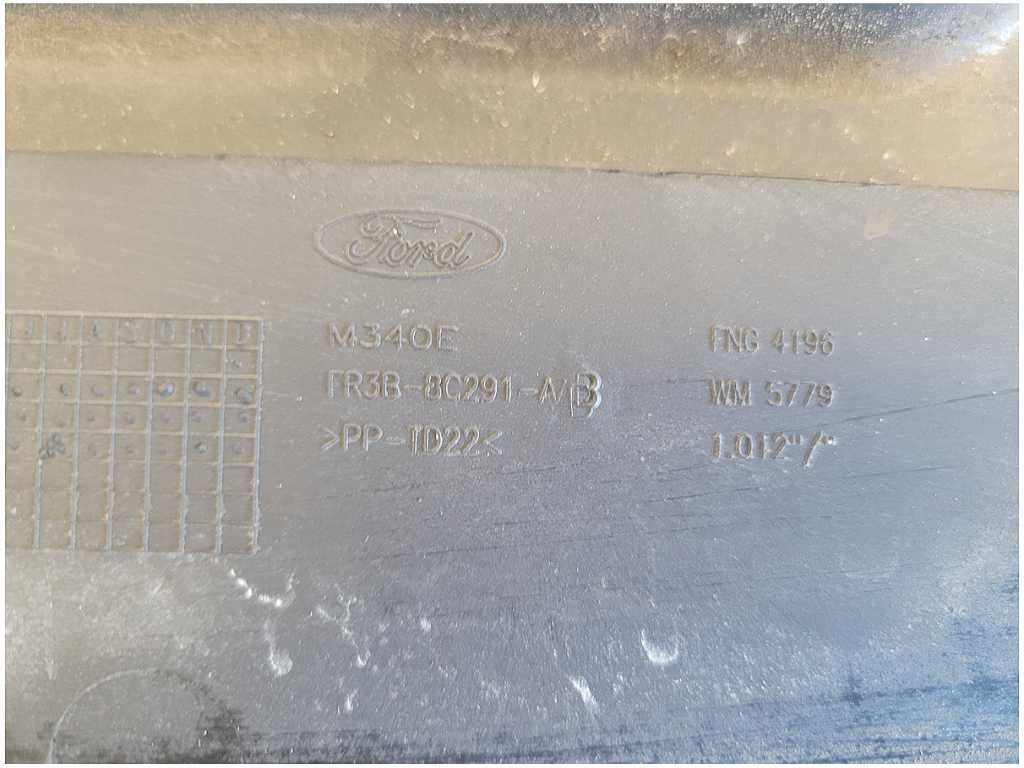 Ford
J J A S O N D
M340E
FR3B-8C291-A/B
>PP-TD22<
ENG 4196
WM 5779
1.012"/"